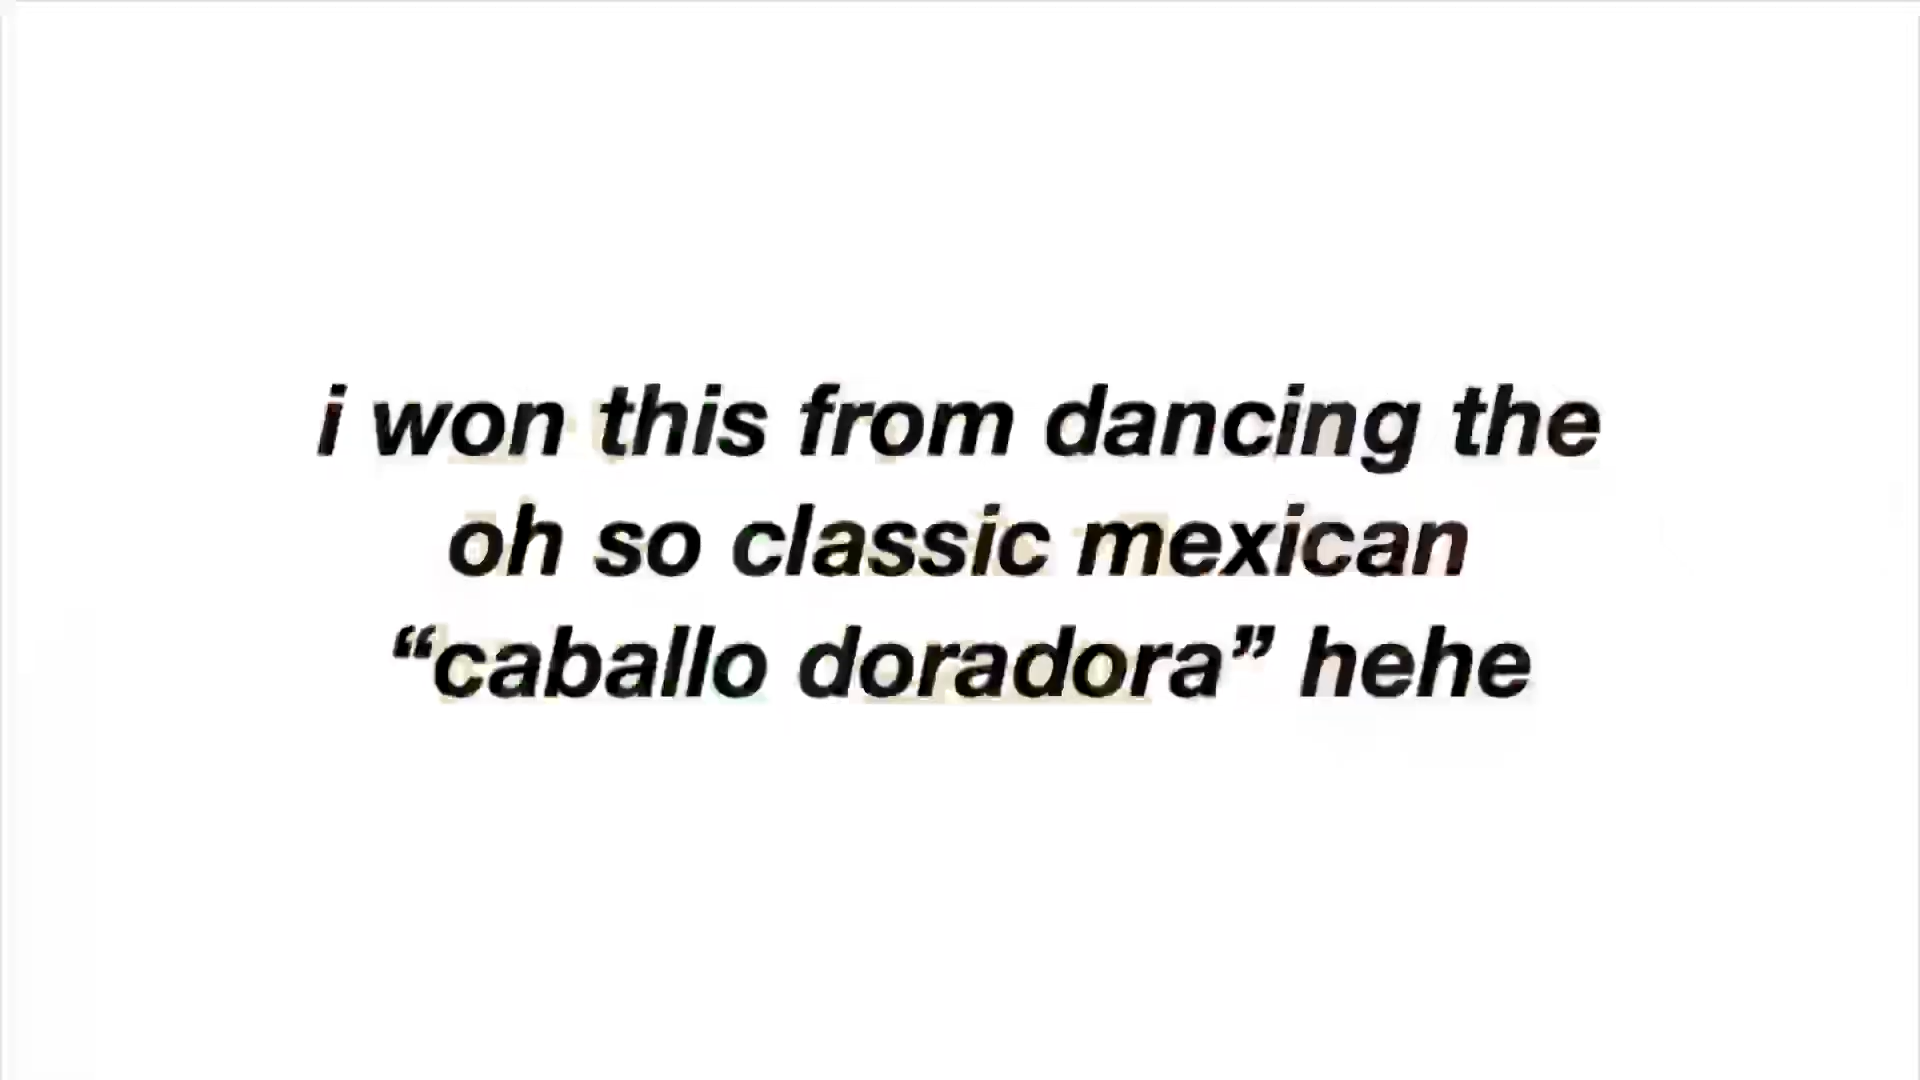 i won this from dancing the
oh so classic mexican
“caballo doradora” hehe